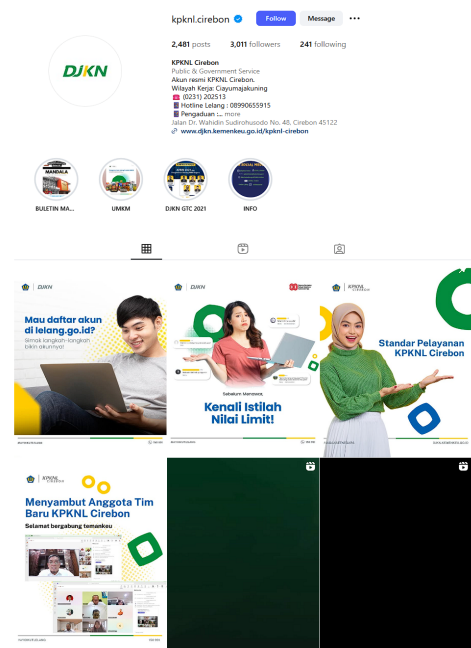 kpknl.cirebon
Follow
Message
2,481 posts
3,011 followers
241 following
KPKNL Cirebon
Public & Government Service
Akun resmi KPKNL Cirebon.
Wilayah Kerja: Ciayumajakuning
(0231) 202513
Hotline Lelang : 08990655915
Pengaduan :... more
Jalan Dr. Wahidin Sudirohusodo No. 48, Cirebon 45122
www.djkn.kemenkeu.go.id/kpknl-cirebon
DJKN
MANDALA
BULETIN MA...
UMKM
DJKN GTC 2021
INFO
DJKN
Mau daftar akun
di lelang.go.id?
Simak langkah-langkah
bikin akunnya!
DJKN
Sebelum Menawar,
Kenali Istilah
Nilai Limit!
KPKNL
CIREBON
Standar Pelayanan
KPKNL Cirebon
KPKNL
CIREBON
Menyambut Anggota Tim
Baru KPKNL Cirebon
Selamat bergabung temankeu